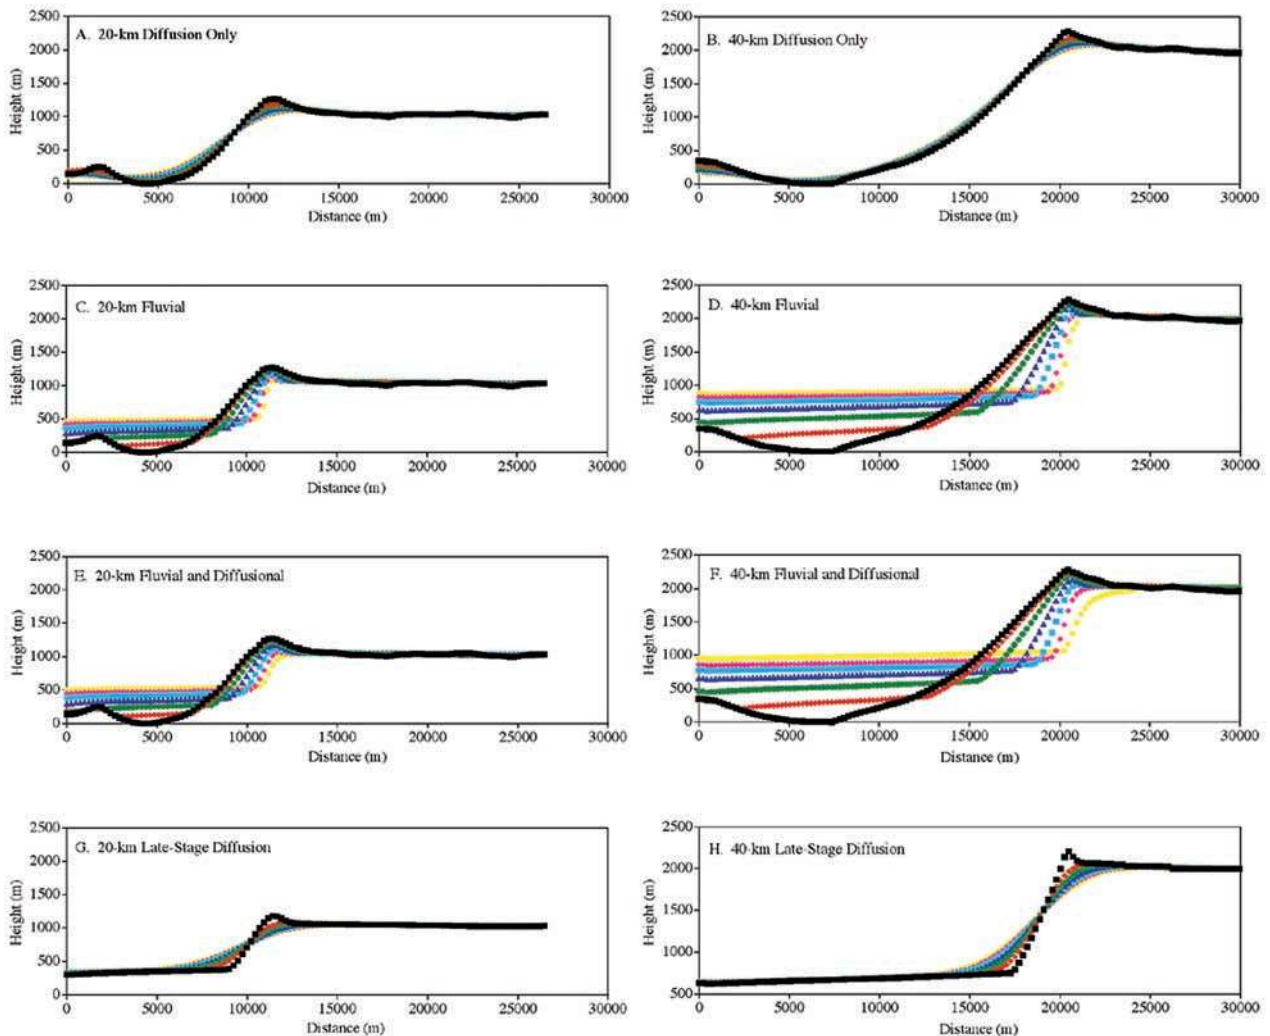 A. 20-km Diffusion Only
2500
2000
1500
1000
500
0
Height (m)
0 5000 10000 15000 20000 25000 30000
Distance (m)
B. 40-km Diffusion Only
2500
2000
1500
1000
500
0
Height (m)
0 5000 10000 15000 20000 25000 30000
Distance (m)
C. 20-km Fluvial
2500
2000
1500
1000
500
0
Height (m)
0 5000 10000 15000 20000 25000 30000
Distance (m)
D. 40-km Fluvial
2500
2000
1500
1000
500
0
Height (m)
0 5000 10000 15000 20000 25000 30000
Distance (m)
E. 20-km Fluvial and Diffusional
2500
2000
1500
1000
500
0
Height (m)
0 5000 10000 15000 20000 25000 30000
Distance (m)
F. 40-km Fluvial and Diffusional
2500
2000
1500
1000
500
0
Height (m)
0 5000 10000 15000 20000 25000 30000
Distance (m)
G. 20-km Late-Stage Diffusion
2500
2000
1500
1000
500
0
Height (m)
0 5000 10000 15000 20000 25000 30000
Distance (m)
H. 40-km Late-Stage Diffusion
2500
2000
1500
1000
500
Height (m)
0 5000 10000 15000 20000 25000 30000
Distance (m)